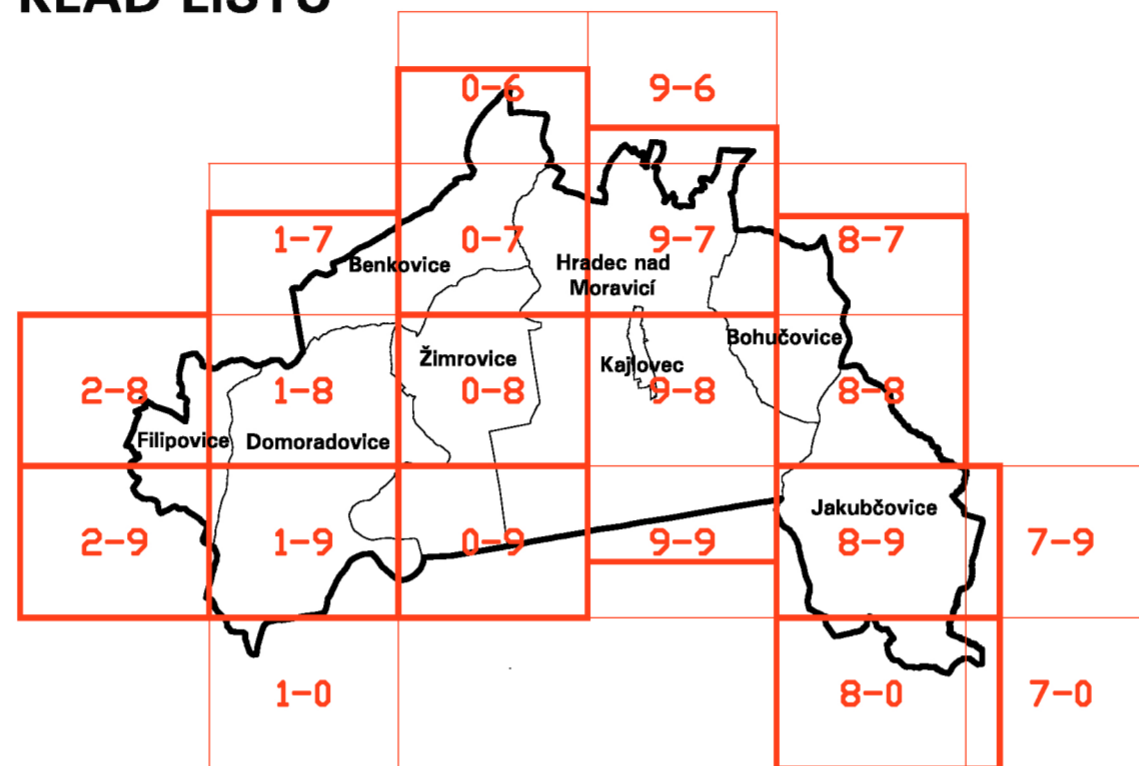 KLAD LISTŮ
0-6
9-6
1-7
0-7
9-7
8-7
Benkovice
Hradec nad
Moravicí
Žimrovice
Kajlovec
Bohučovice
2-8
1-8
0-8
9-8
8-8
Filipovice
Domoradovice
Jakubčovice
2-9
1-9
0-9
9-9
8-9
7-9
1-0
8-0
7-0